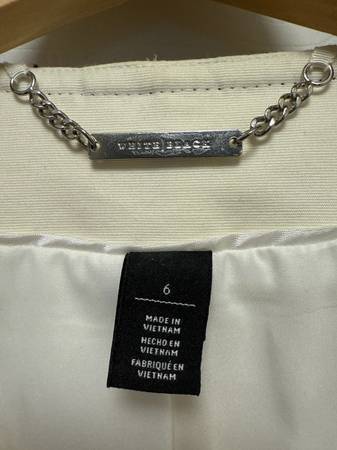 WHITE|BLACK
6
MADE IN
VIETNAM
HECHO EN
VIETNAM
FABRIQUÉ EN
VIETNAM